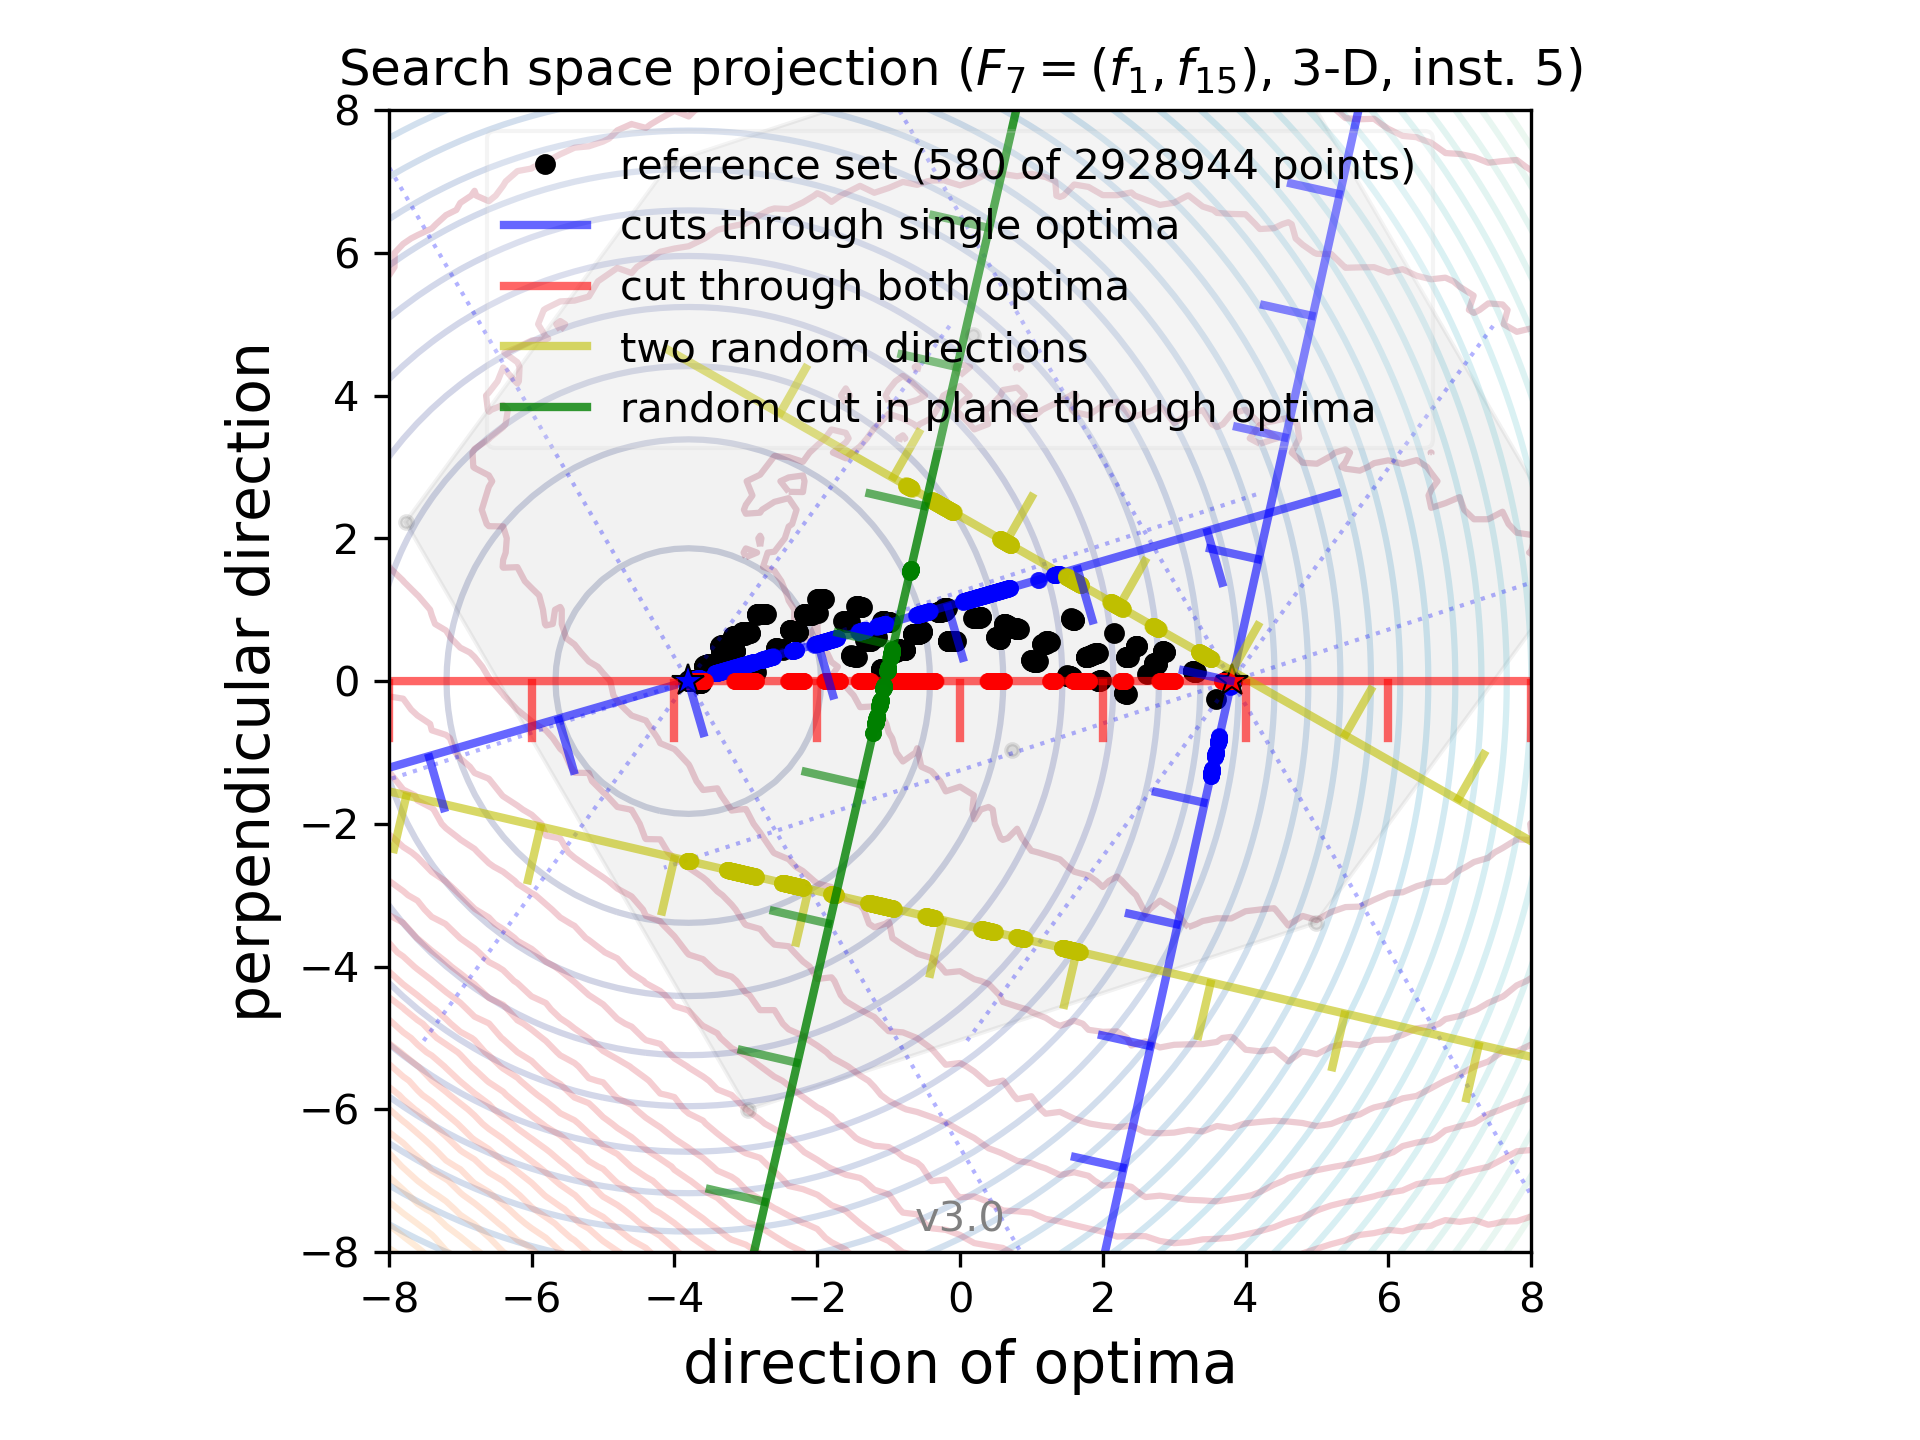 Search space projection (F₇ = (f₁, f₁₅), 3-D, inst. 5)
reference set (580 of 2928944 points)
cuts through single optima
cut through both optima
two random directions
random cut in plane through optima
perpendicular direction
8
6
4
2
0
−2
−4
−6
−8
v3.0
−8 −6 −4 −2 0 2 4 6 8
direction of optima